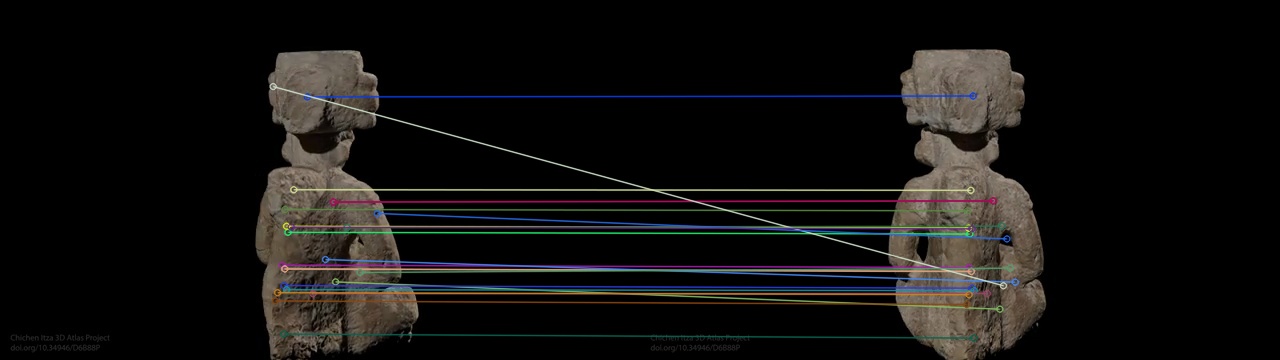 Chichen Itza 3D Atlas Project
doi.org/10.34946/D6B88P
Chichen Itza 3D Atlas Project
doi.org/10.34946/D6B88P